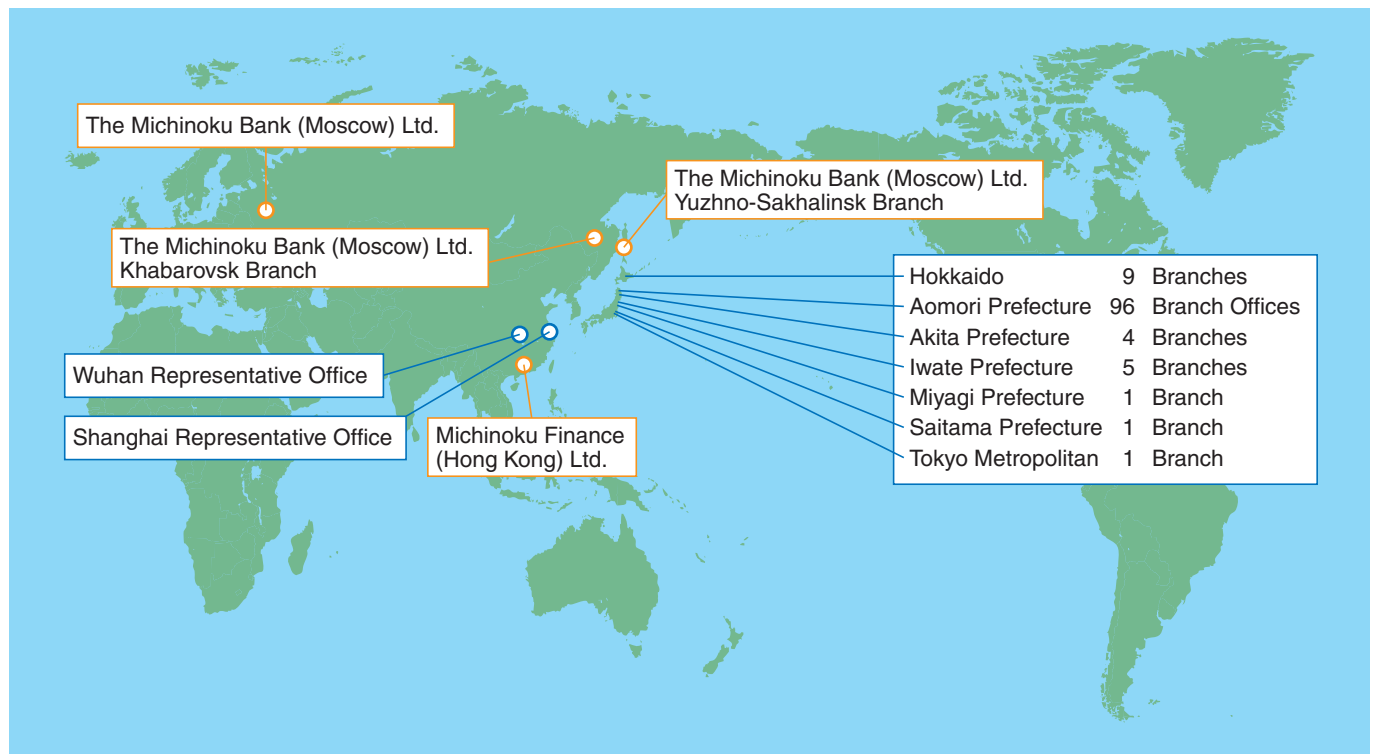 The Michinoku Bank (Moscow) Ltd.
The Michinoku Bank (Moscow) Ltd.
Yuzhno-Sakhalinsk Branch
The Michinoku Bank (Moscow) Ltd.
Khabarovsk Branch
Hokkaido 9 Branches
Aomori Prefecture 96 Branch Offices
Akita Prefecture 4 Branches
Iwate Prefecture 5 Branches
Miyagi Prefecture 1 Branch
Saitama Prefecture 1 Branch
Tokyo Metropolitan 1 Branch
Wuhan Representative Office
Shanghai Representative Office
Michinoku Finance
(Hong Kong) Ltd.